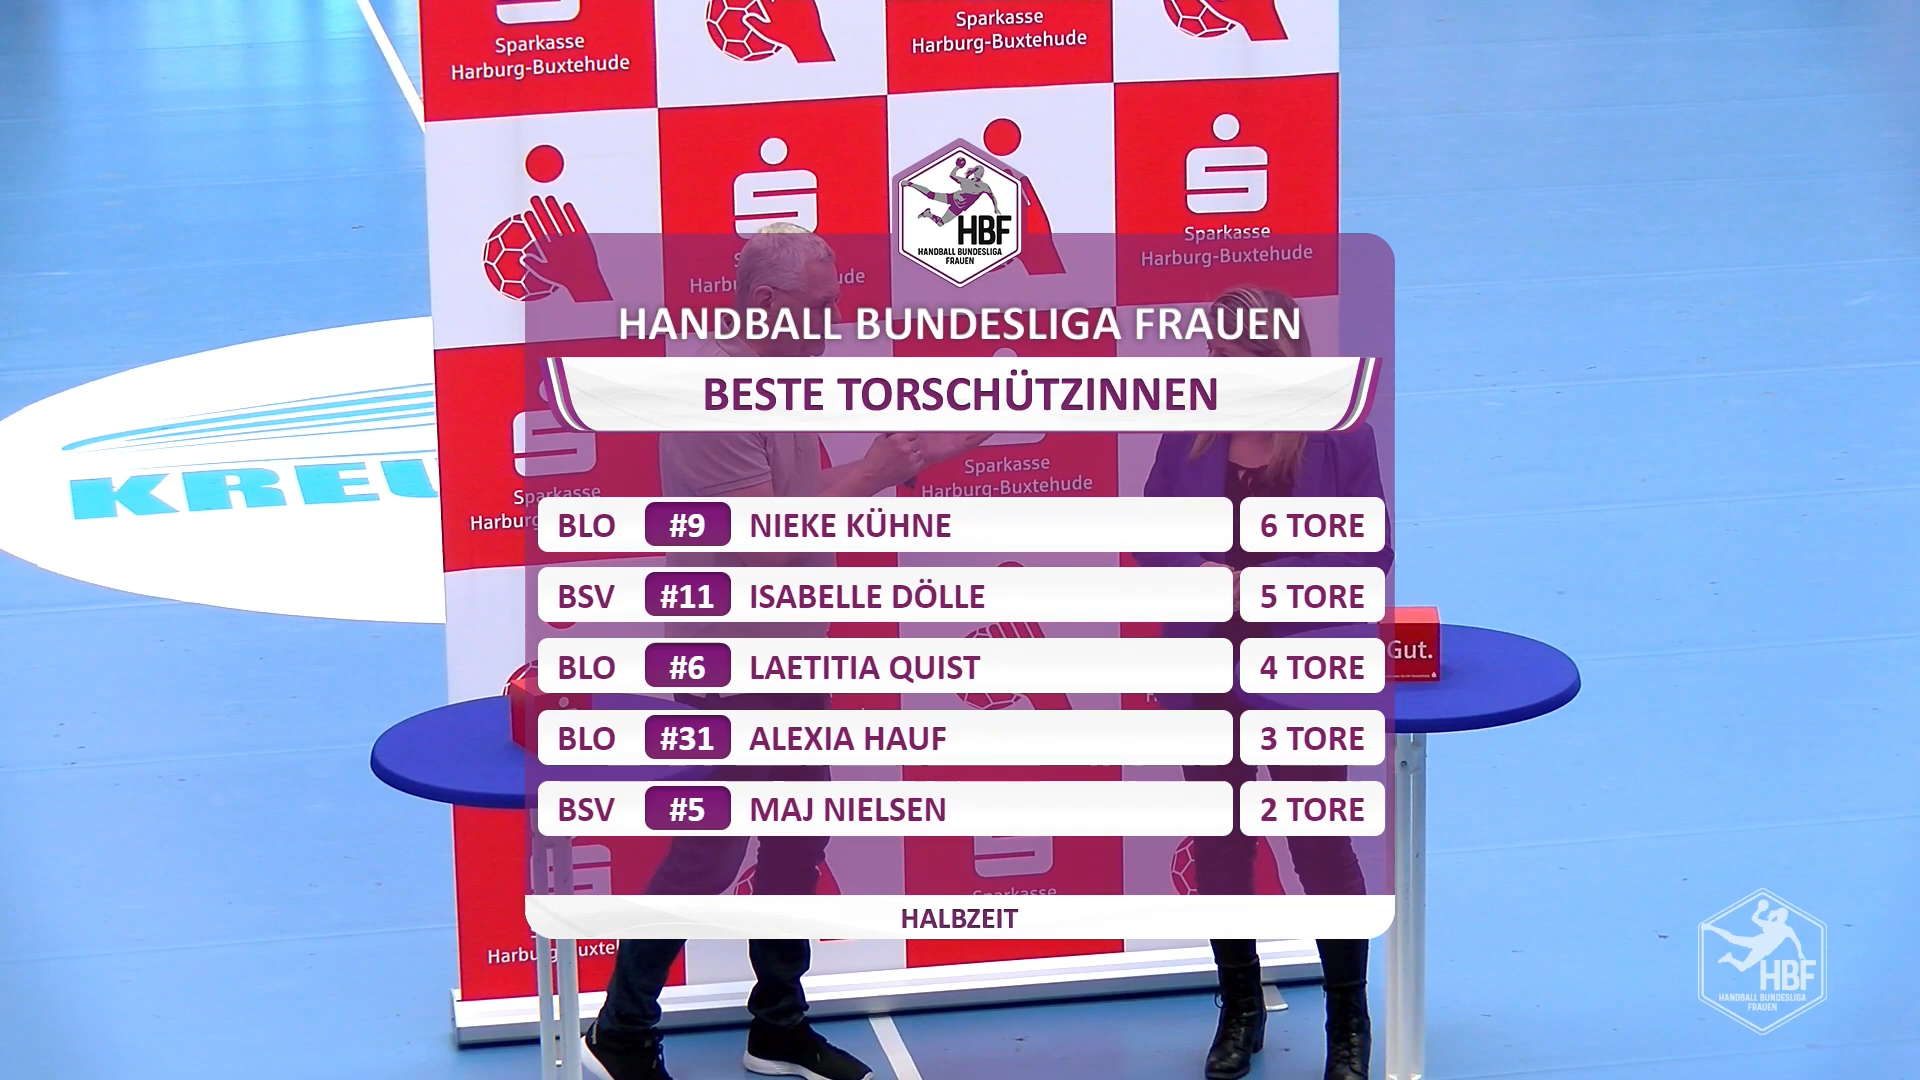 Sparkasse
Harburg-Buxtehude
Sparkasse
Harburg-Buxtehude
Sparkasse
Harburg-Buxtehude
HBF
HANDBALL BUNDESLIGA
FRAUEN
HANDBALL BUNDESLIGA FRAUEN
BESTE TORSCHÜTZINNEN
Sparkasse
Harburg-Buxtehude
Sparkasse
BLO #9 NIEKE KÜHNE 6 TORE
BSV #11 ISABELLE DÖLLE 5 TORE
BLO #6 LAETITIA QUIST 4 TORE
Gut.
BLO #31 ALEXIA HAUF 3 TORE
BSV #5 MAJ NIELSEN 2 TORE
Sparkasse
HALBZEIT
HBF
HANDBALL BUNDESLIGA
FRAUEN